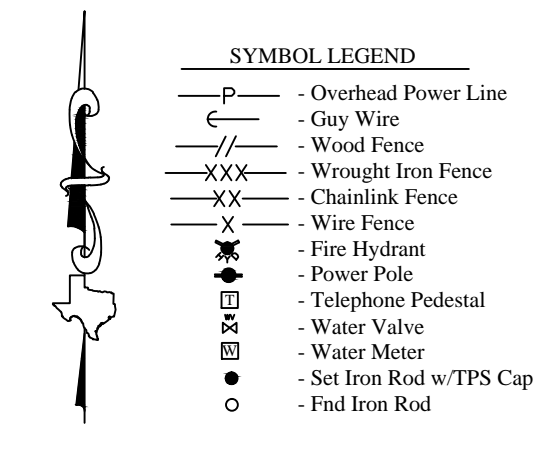 SYMBOL LEGEND
P - Overhead Power Line
- Guy Wire
// - Wood Fence
XXX - Wrought Iron Fence
XX - Chainlink Fence
X - Wire Fence
- Fire Hydrant
- Power Pole
T - Telephone Pedestal
WV - Water Valve
W - Water Meter
- Set Iron Rod w/TPS Cap
- Fnd Iron Rod